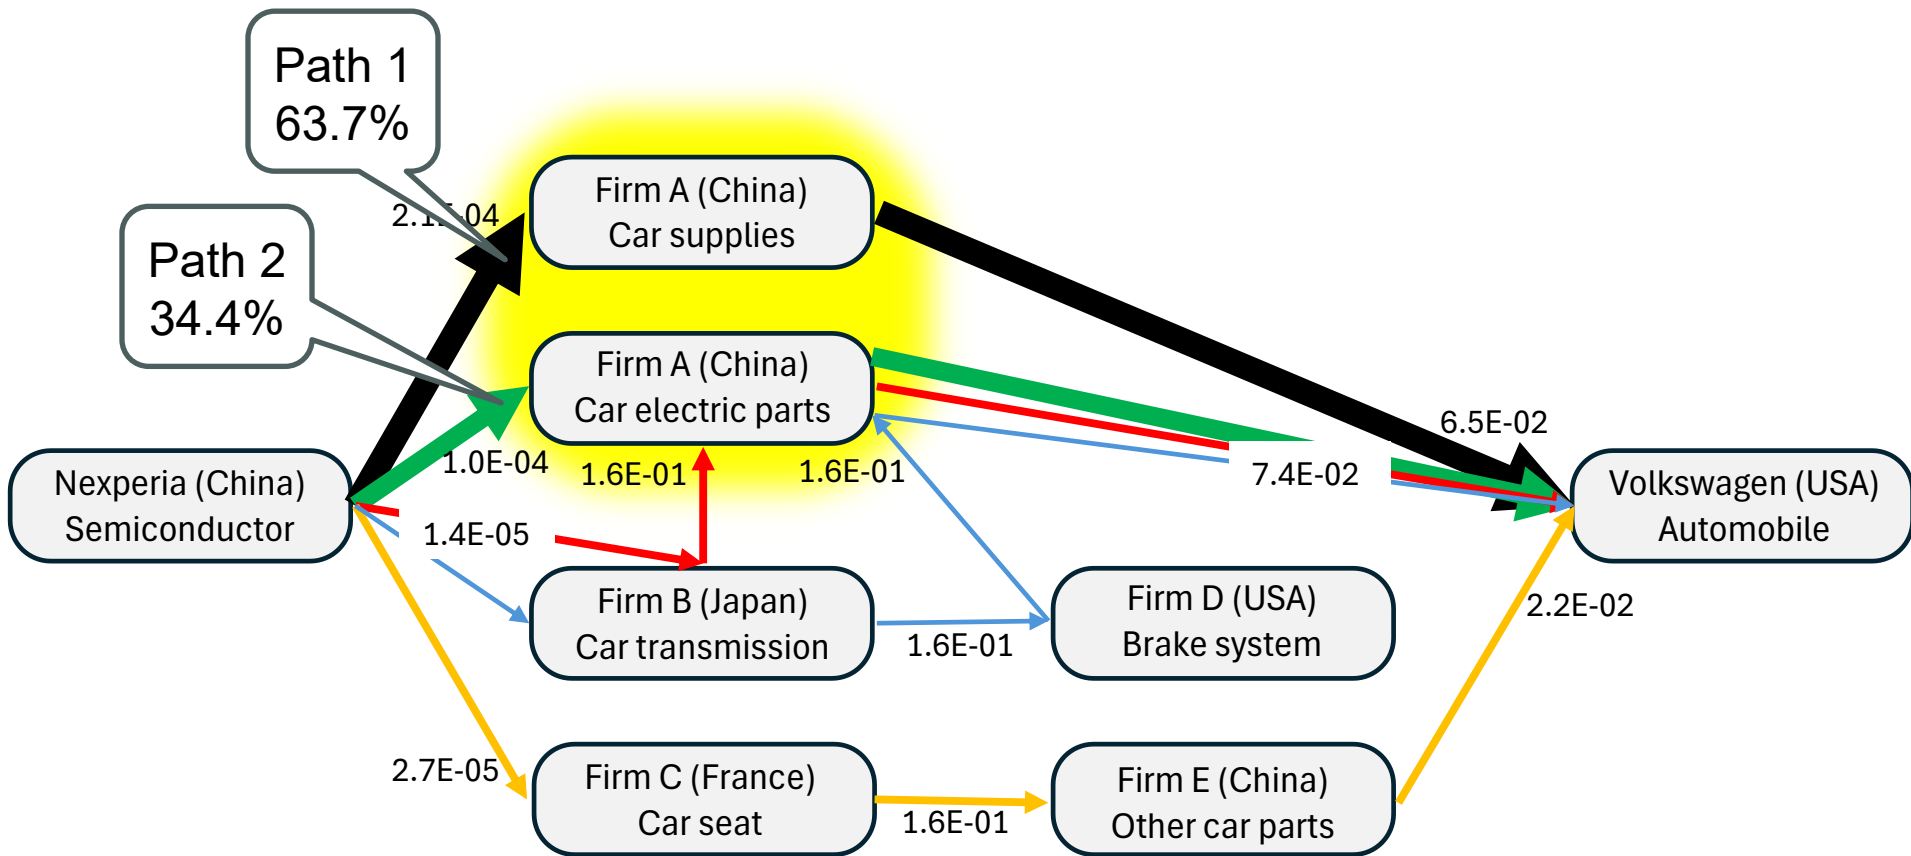 Path 1
63.7%
Path 2
34.4%
2.1E-04
Firm A (China)
Car supplies
Firm A (China)
Car electric parts
1.0E-04
1.6E-01
1.6E-01
6.5E-02
7.4E-02
Nexperia (China)
Semiconductor
Volkswagen (USA)
Automobile
1.4E-05
Firm B (Japan)
Car transmission
1.6E-01
Firm D (USA)
Brake system
2.2E-02
2.7E-05
Firm C (France)
Car seat
1.6E-01
Firm E (China)
Other car parts